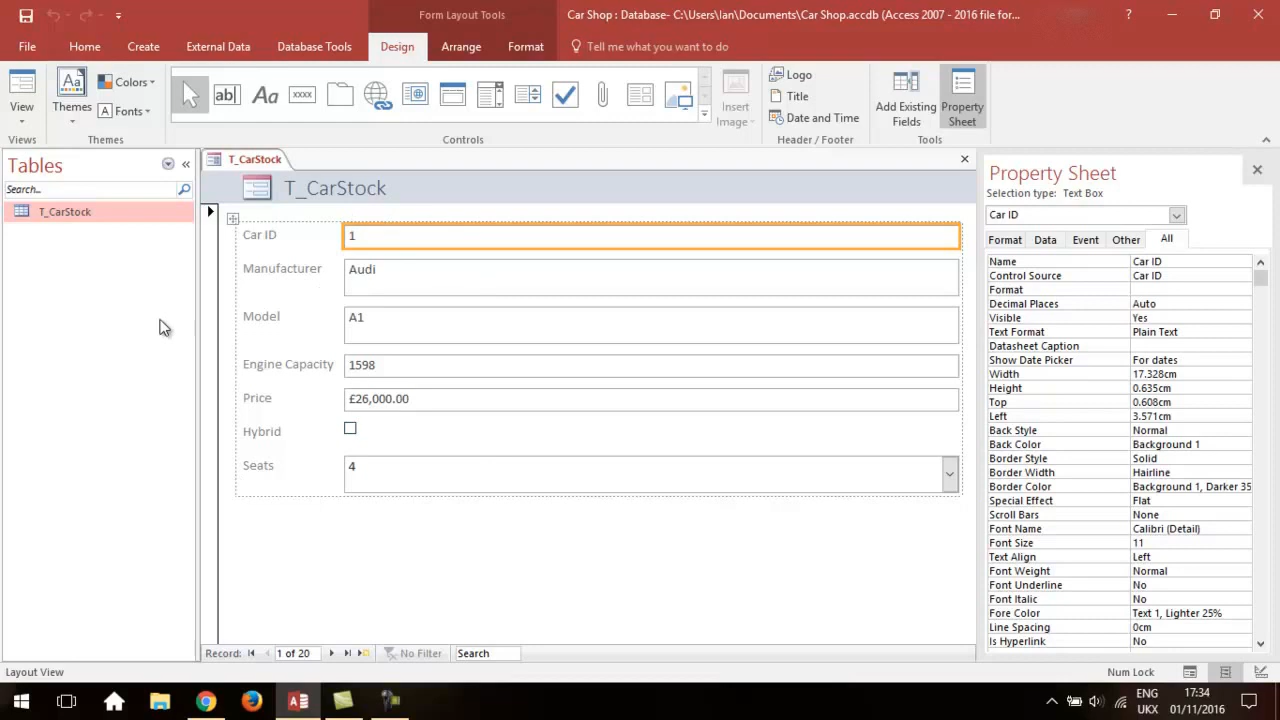 Form Layout Tools
Car Shop : Database- C:\Users\Ian\Documents\Car Shop.accdb (Access 2007 - 2016 file for...
?
File Home Create External Data Database Tools Design Arrange Format Tell me what you want to do
View
Views
Themes
Aa
Colors
A Fonts
Themes
ab|
Aa
xxxx
Controls
Insert
Image
Logo
Title
Date and Time
Header / Footer
Add Existing
Fields
Property
Sheet
Tools
Tables
Search...
T_CarStock
T_CarStock
T_CarStock
Car ID 1
Manufacturer Audi
Model A1
Engine Capacity 1598
Price £26,000.00
Hybrid
Seats 4
Record: 1 of 20 No Filter Search
Property Sheet
Selection type: Text Box
Car ID
Format Data Event Other All
Name Car ID
Control Source Car ID
Format
Decimal Places Auto
Visible Yes
Text Format Plain Text
Datasheet Caption
Show Date Picker For dates
Width 17.328cm
Height 0.635cm
Top 0.608cm
Left 3.571cm
Back Style Normal
Back Color Background 1
Border Style Solid
Border Width Hairline
Border Color Background 1, Darker 35
Special Effect Flat
Scroll Bars None
Font Name Calibri (Detail)
Font Size 11
Text Align Left
Font Weight Normal
Font Underline No
Font Italic No
Fore Color Text 1, Lighter 25%
Line Spacing 0cm
Is Hyperlink No
Layout View
Num Lock
ENG
UKX
17:34
01/11/2016